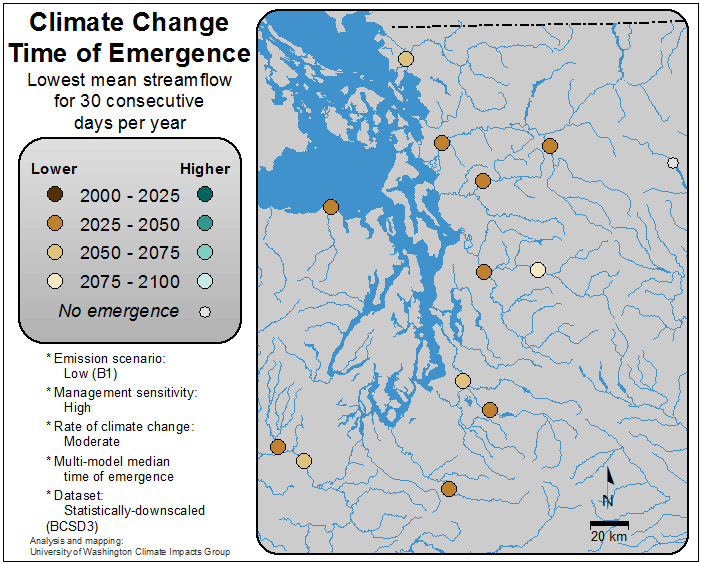 Climate Change
Time of Emergence
Lowest mean streamflow
for 30 consecutive
days per year
Lower Higher
2000 - 2025
2025 - 2050
2050 - 2075
2075 - 2100
No emergence
* Emission scenario:
Low (B1)
* Management sensitivity:
High
* Rate of climate change:
Moderate
* Multi-model median
time of emergence
* Dataset:
Statistically-downscaled
(BCSD3)
Analysis and mapping:
University of Washington Climate Impacts Group
N
20 km